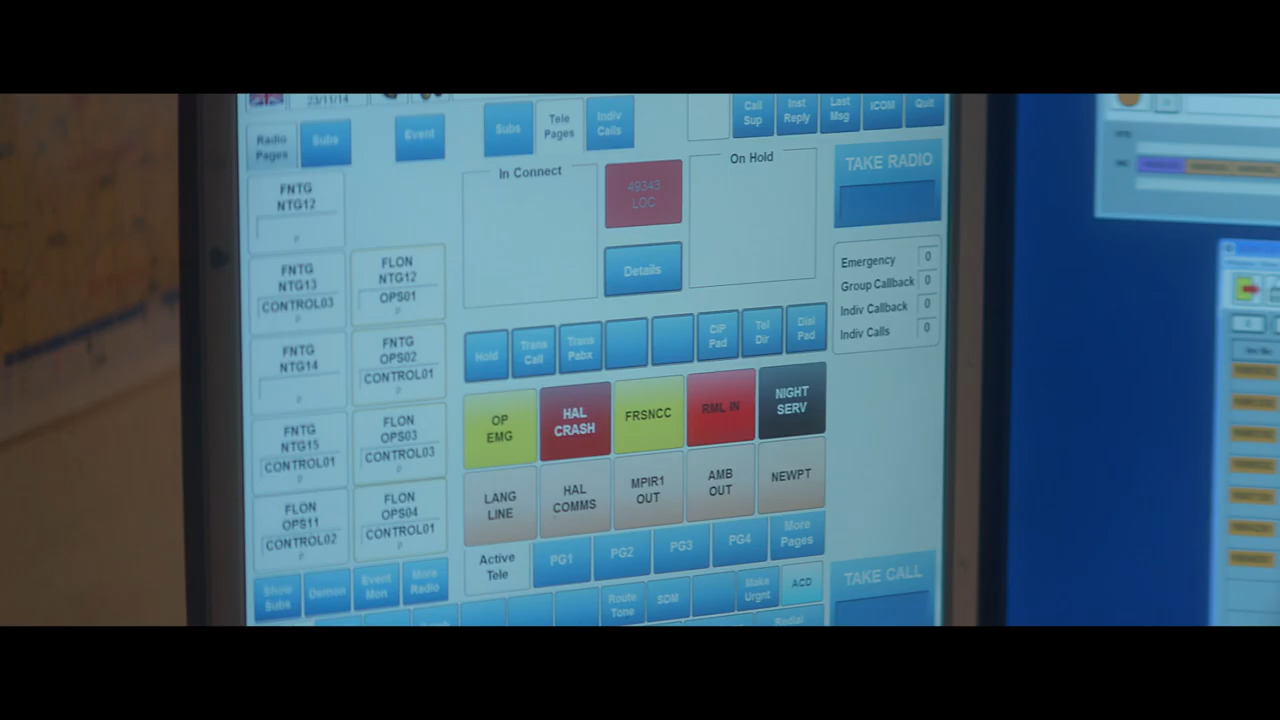 23/11/14
Radio
Pages
Subs
Event
Subs
Tele
Pages
Indiv
Calls
Call
Sup
Inst
Reply
Last
Msg
ICOM
Quit
FNTG
NTG12
P
FNTG
NTG13
CONTROL03
P
FLON
NTG12
OPS01
P
FNTG
NTG14
P
FNTG
OPS02
CONTROL01
P
FNTG
NTG15
CONTROL01
P
FLON
OPS03
CONTROL03
P
FLON
OPS11
CONTROL02
P
FLON
OPS04
CONTROL01
P
Show
Subs
Demon
Event
Mon
More
Radio
In Connect
49343
LOC
Details
On Hold
TAKE RADIO
Emergency 0
Group Callback 0
Indiv Callback 0
Indiv Calls 0
Hold
Trans
Call
Trans
Pabx
CIP
Pad
Tel
Dir
Dial
Pad
OP
EMG
HAL
CRASH
FRSNCC
RML IN
NIGHT
SERV
LANG
LINE
HAL
COMMS
MPIR1
OUT
AMB
OUT
NEWPT
Active
Tele
PG1
PG2
PG3
PG4
More
Pages
Route
Tone
SDM
Make
Urgnt
ACD
Redial
TAKE CALL